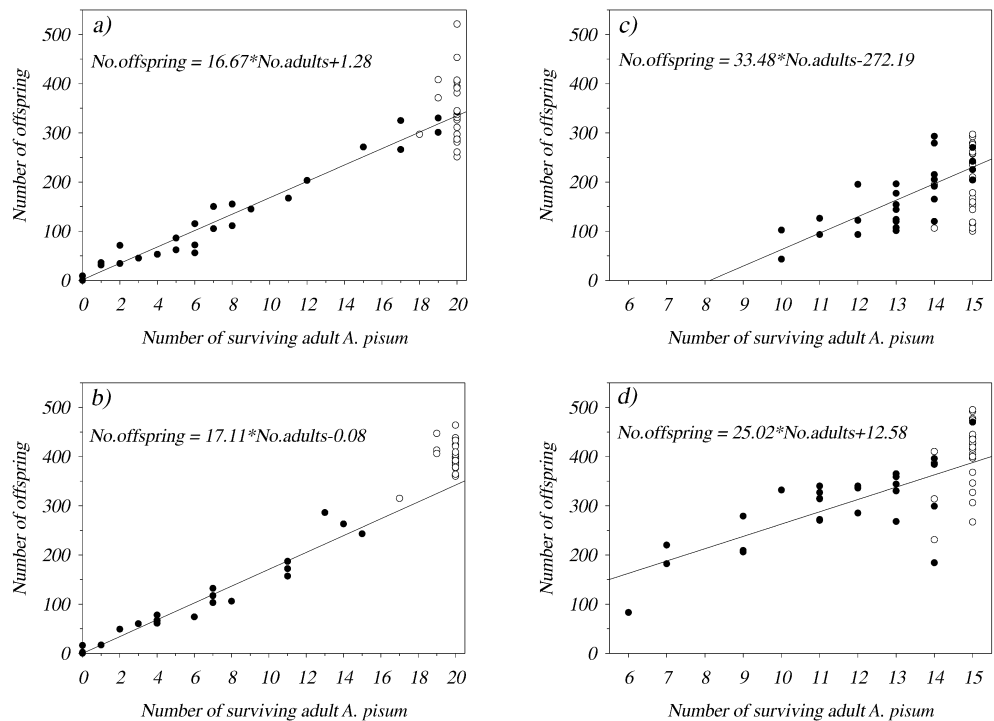 a)
No.offspring = 16.67*No.adults+1.28
Number of offspring
500
400
300
200
100
0
0 2 4 6 8 10 12 14 16 18 20
Number of surviving adult A. pisum
c)
No.offspring = 33.48*No.adults-272.19
Number of offspring
500
400
300
200
100
0
6 7 8 9 10 11 12 13 14 15
Number of surviving adult A. pisum
b)
No.offspring = 17.11*No.adults-0.08
Number of offspring
500
400
300
200
100
0
0 2 4 6 8 10 12 14 16 18 20
Number of surviving adult A. pisum
d)
No.offspring = 25.02*No.adults+12.58
Number of offspring
500
400
300
200
100
0
6 7 8 9 10 11 12 13 14 15
Number of surviving adult A. pisum